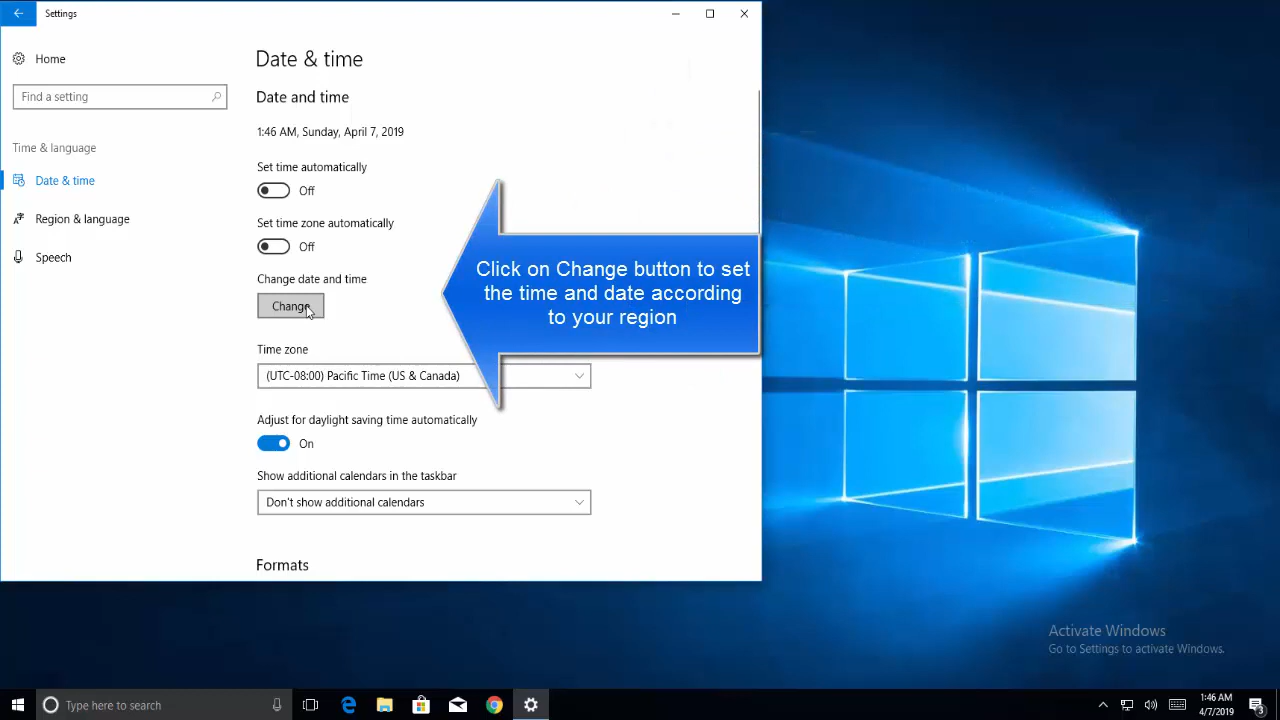 Settings
Home
Find a setting
Time & language
Date & time
Region & language
Speech
Date & time
Date and time
1:46 AM, Sunday, April 7, 2019
Set time automatically
Off
Set time zone automatically
Off
Change date and time
Change
Time zone
(UTC-08:00) Pacific Time (US & Canada)
Adjust for daylight saving time automatically
On
Show additional calendars in the taskbar
Don't show additional calendars
Formats
Click on Change button to set
the time and date according
to your region
Activate Windows
Go to Settings to activate Windows.
Type here to search
1:46 AM
4/7/2019
3